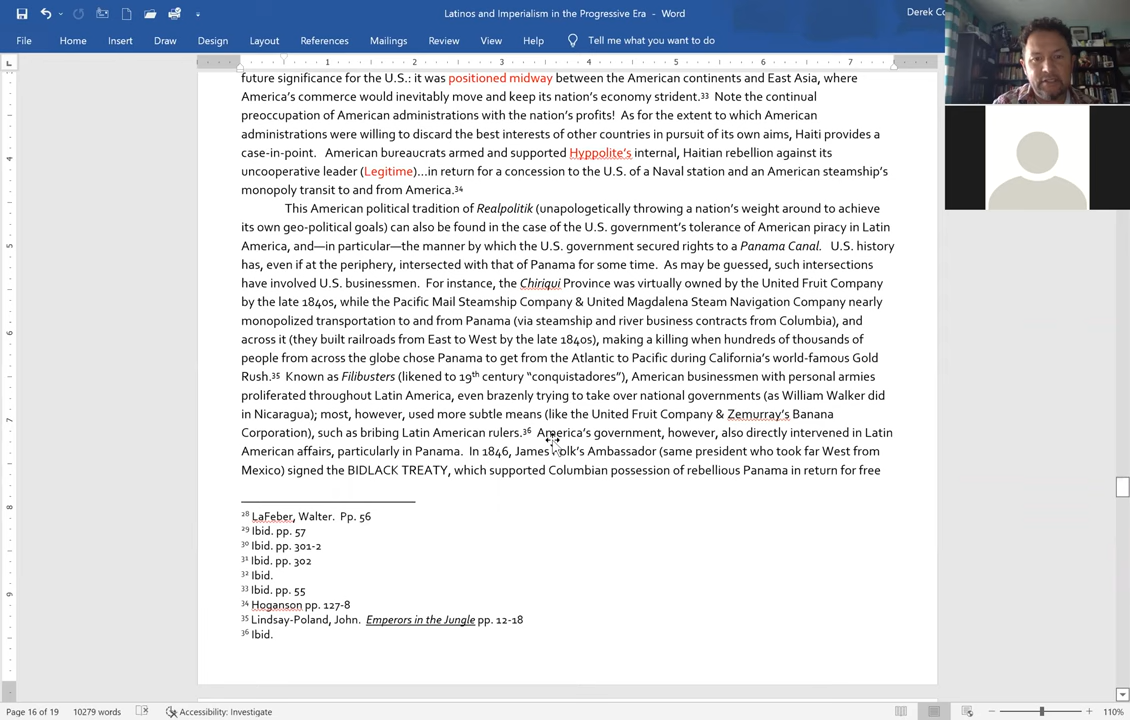 Latinos and Imperialism in the Progressive Era - Word
Derek Co
File Home Insert Draw Design Layout References Mailings Review View Help Tell me what you want to do
1 2 3 4 5 6 7
future significance for the U.S.: it was positioned midway between the American continents and East Asia, where
America's commerce would inevitably move and keep its nation's economy strident.33 Note the continual
preoccupation of American administrations with the nation's profits! As for the extent to which American
administrations were willing to discard the best interests of other countries in pursuit of its own aims, Haiti provides a
case-in-point. American bureaucrats armed and supported Hyppolite's internal, Haitian rebellion against its
uncooperative leader (Legitime)...in return for a concession to the U.S. of a Naval station and an American steamship's
monopoly transit to and from America.34
This American political tradition of Realpolitik (unapologetically throwing a nation's weight around to achieve
its own geo-political goals) can also be found in the case of the U.S. government's tolerance of American piracy in Latin
America, and—in particular—the manner by which the U.S. government secured rights to a Panama Canal. U.S. history
has, even if at the periphery, intersected with that of Panama for some time. As may be guessed, such intersections
have involved U.S. businessmen. For instance, the Chiriqui Province was virtually owned by the United Fruit Company
by the late 1840s, while the Pacific Mail Steamship Company & United Magdalena Steam Navigation Company nearly
monopolized transportation to and from Panama (via steamship and river business contracts from Columbia), and
across it (they built railroads from East to West by the late 1840s), making a killing when hundreds of thousands of
people from across the globe chose Panama to get from the Atlantic to Pacific during California's world-famous Gold
Rush.35 Known as Filibusters (likened to 19th century "conquistadores"), American businessmen with personal armies
proliferated throughout Latin America, even brazenly trying to take over national governments (as William Walker did
in Nicaragua); most, however, used more subtle means (like the United Fruit Company & Zemurray's Banana
Corporation), such as bribing Latin American rulers.36 America's government, however, also directly intervened in Latin
American affairs, particularly in Panama. In 1846, James Polk's Ambassador (same president who took far West from
Mexico) signed the BIDLACK TREATY, which supported Columbian possession of rebellious Panama in return for free
28 LaFeber, Walter. Pp. 56
29 Ibid. pp. 57
30 Ibid. pp. 301-2
31 Ibid. pp. 302
32 Ibid.
33 Ibid. pp. 55
34 Hoganson pp. 127-8
35 Lindsay-Poland, John. Emperors in the Jungle pp. 12-18
36 Ibid.
4
5
6
7
8
9
Page 16 of 19 10279 words Accessibility: Investigate 110%